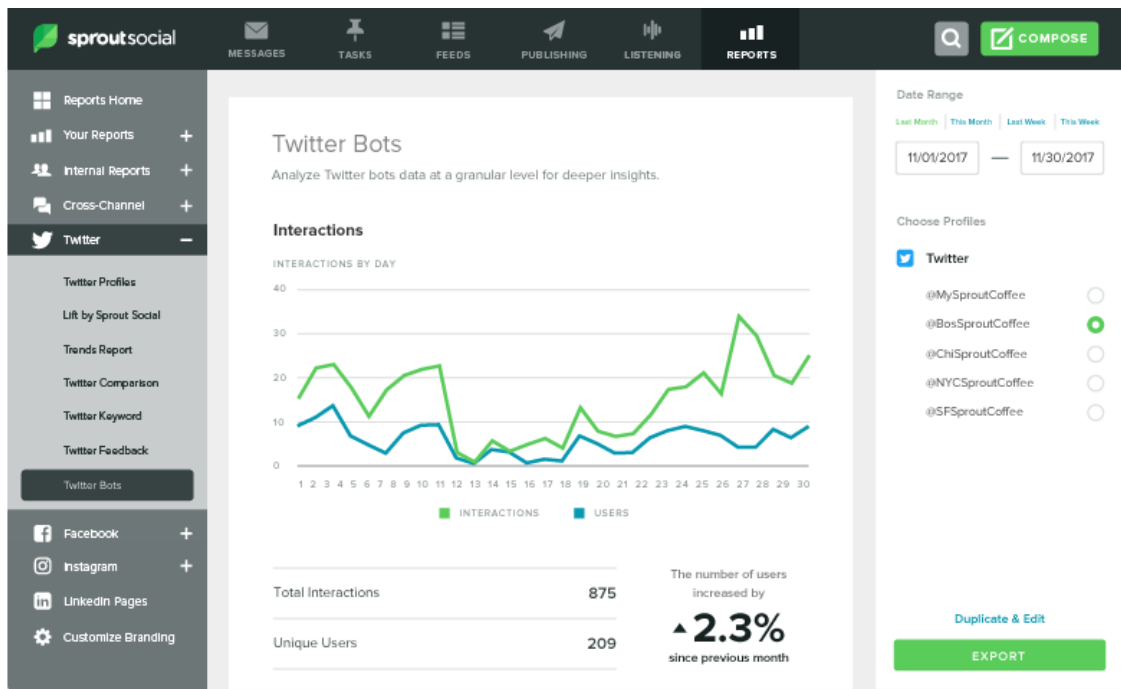 sproutsocial
MESSAGES
TASKS
FEEDS
PUBLISHING
LISTENING
REPORTS
COMPOSE
Reports Home
Your Reports +
Internal Reports +
Cross-Channel +
Twitter −
Twitter Profiles
Lift by Sprout Social
Trends Report
Twitter Comparison
Twitter Keyword
Twitter Feedback
Twitter Bots
Facebook +
Instagram +
LinkedIn Pages
Customize Branding
Twitter Bots
Analyze Twitter bots data at a granular level for deeper insights.
Interactions
INTERACTIONS BY DAY
40
30
20
10
0
1 2 3 4 5 6 7 8 9 10 11 12 13 14 15 16 17 18 19 20 21 22 23 24 25 26 27 28 29 30
INTERACTIONS USERS
Total Interactions 875
Unique Users 209
The number of users
increased by
2.3%
since previous month
Date Range
Last Month | This Month | Last Week | This Week
11/01/2017 — 11/30/2017
Choose Profiles
Twitter
@MySproutCoffee
@BosSproutCoffee
@ChiSproutCoffee
@NYCSproutCoffee
@SFSproutCoffee
Duplicate & Edit
EXPORT